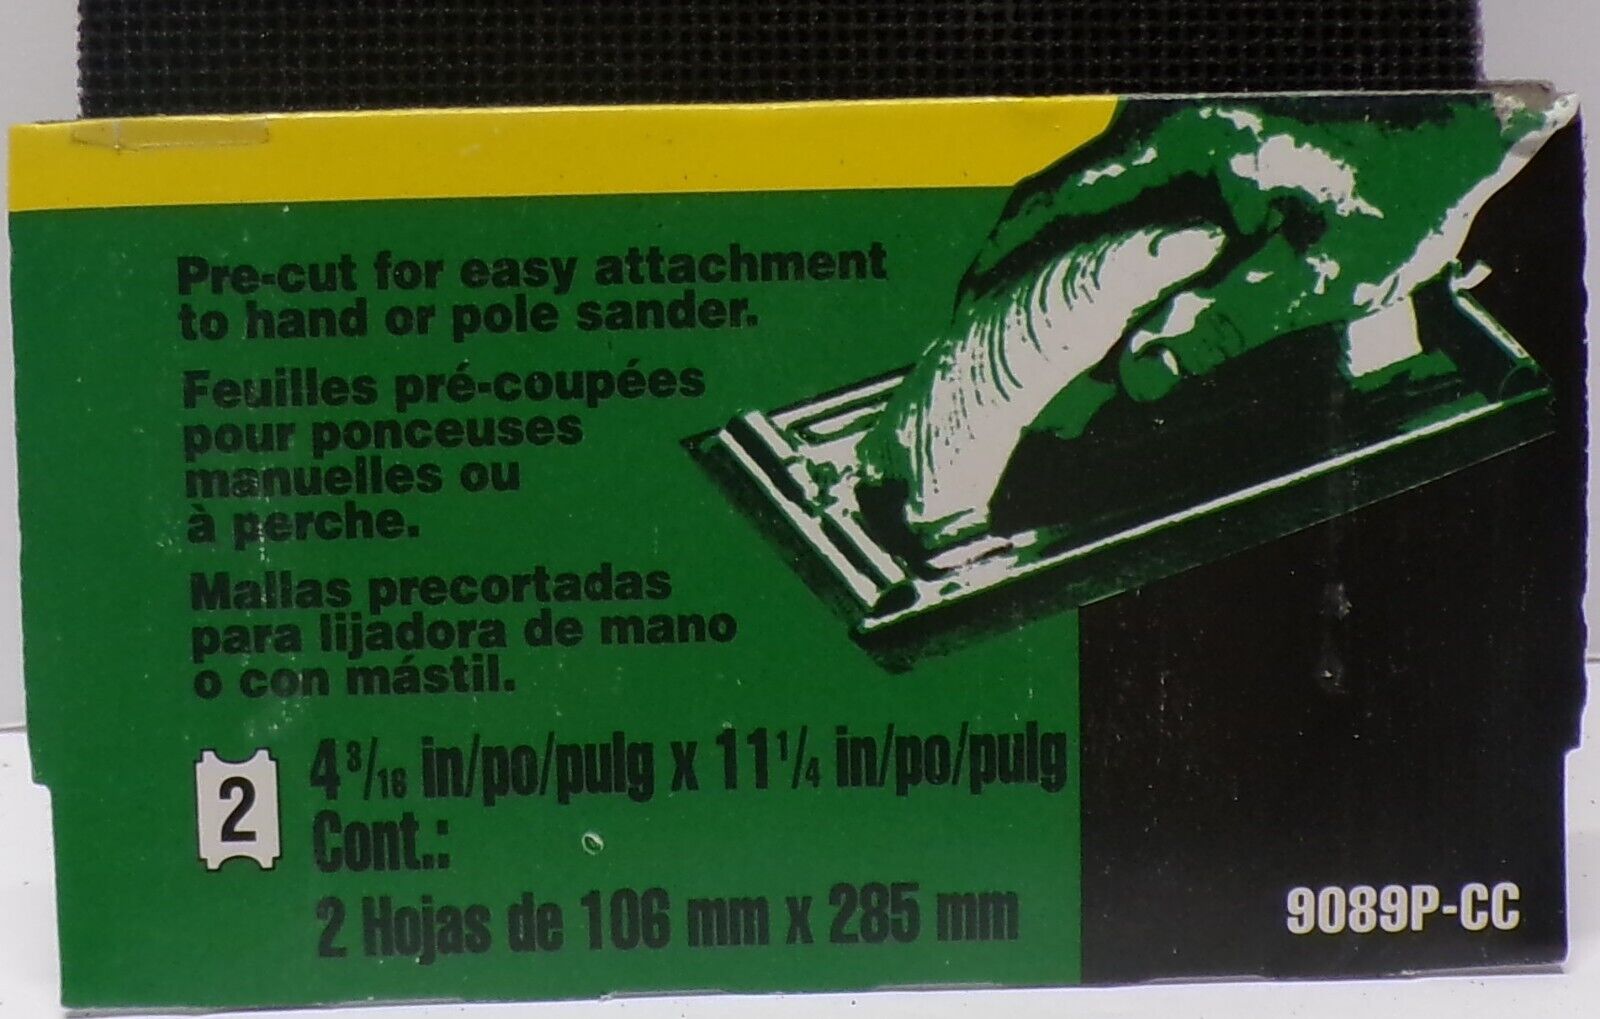 Pre-cut for easy attachment
to hand or pole sander.
Feuilles pré-coupées
pour ponceuses
manuelles ou
à perche.
Mallas precortadas
para lijadora de mano
o con mástil.
2
4 3/16 in/po/pulg x 11 1/4 in/po/pulg
Cont.:
2 Hojas de 106 mm x 285 mm
9089P-CC